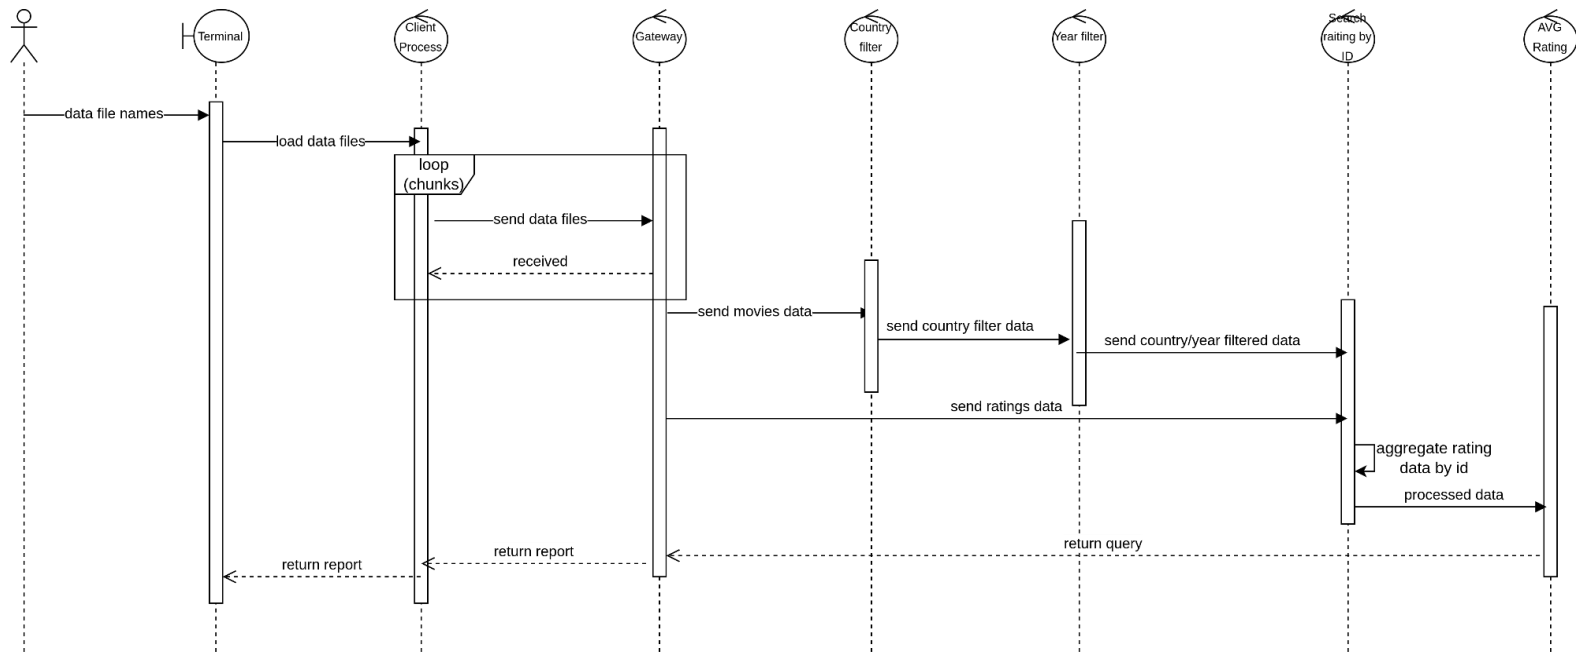 Terminal
Client
Process
Gateway
Country
filter
Year filter
Search
raiting by
ID
AVG
Rating
data file names
load data files
loop
(chunks)
send data files
received
send movies data
send country filter data
send country/year filtered data
send ratings data
aggregate rating
data by id
processed data
return query
return report
return report